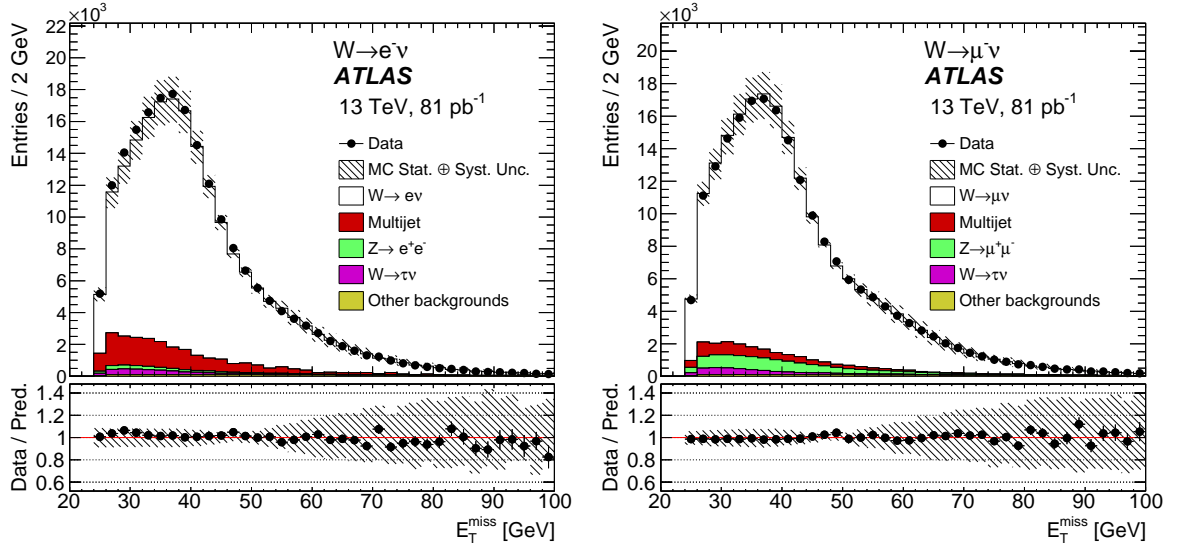 ×10³
Entries / 2 GeV
22
20
18
16
14
12
10
8
6
4
2
0
W→e⁻ν
ATLAS
13 TeV, 81 pb⁻¹
Data
MC Stat. ⊕ Syst. Unc.
W→ eν
Multijet
Z→ e⁺e⁻
W→τν
Other backgrounds
Data / Pred.
1.4
1.2
1
0.8
0.6
20 30 40 50 60 70 80 90 100
E_T^miss [GeV]
×10³
Entries / 2 GeV
22
20
18
16
14
12
10
8
6
4
2
0
W→μ⁻ν
ATLAS
13 TeV, 81 pb⁻¹
Data
MC Stat. ⊕ Syst. Unc.
W→μν
Multijet
Z→μ⁺μ⁻
W→τν
Other backgrounds
Data / Pred.
1.4
1.2
1
0.8
0.6
20 30 40 50 60 70 80 90 100
E_T^miss [GeV]